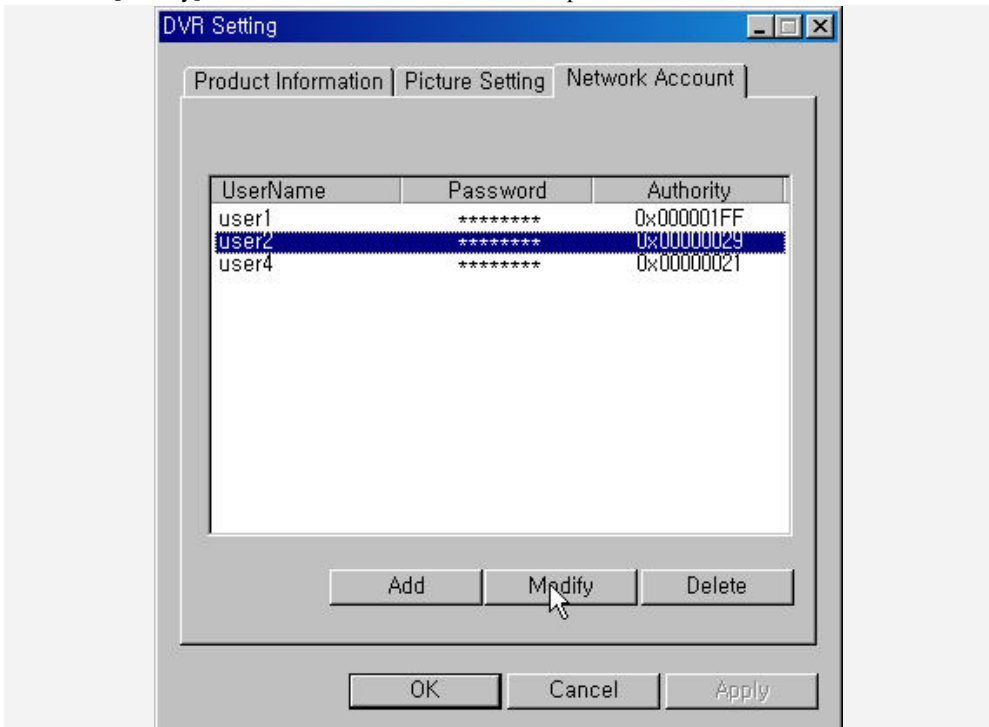 DVR Setting
Product Information Picture Setting Network Account
UserName Password Authority
user1 ******** 0x000001FF
user2 ******** 0x00000029
user4 ******** 0x00000021
Add Modify Delete
OK Cancel Apply